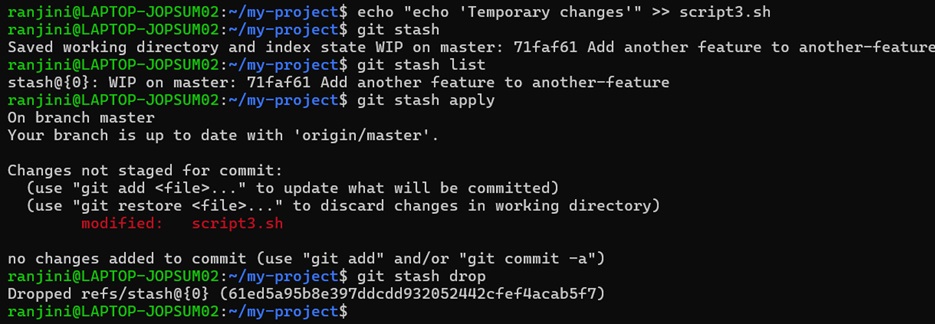 ranjini@LAPTOP-JOPSUM02:~/my-project$ echo "echo 'Temporary changes'" >> script3.sh
ranjini@LAPTOP-JOPSUM02:~/my-project$ git stash
Saved working directory and index state WIP on master: 71faf61 Add another feature to another-feature
ranjini@LAPTOP-JOPSUM02:~/my-project$ git stash list
stash@{0}: WIP on master: 71faf61 Add another feature to another-feature
ranjini@LAPTOP-JOPSUM02:~/my-project$ git stash apply
On branch master
Your branch is up to date with 'origin/master'.

Changes not staged for commit:
  (use "git add <file>..." to update what will be committed)
  (use "git restore <file>..." to discard changes in working directory)
        modified:   script3.sh

no changes added to commit (use "git add" and/or "git commit -a")
ranjini@LAPTOP-JOPSUM02:~/my-project$ git stash drop
Dropped refs/stash@{0} (61ed5a95b8e397ddcdd932052442cfef4acab5f7)
ranjini@LAPTOP-JOPSUM02:~/my-project$